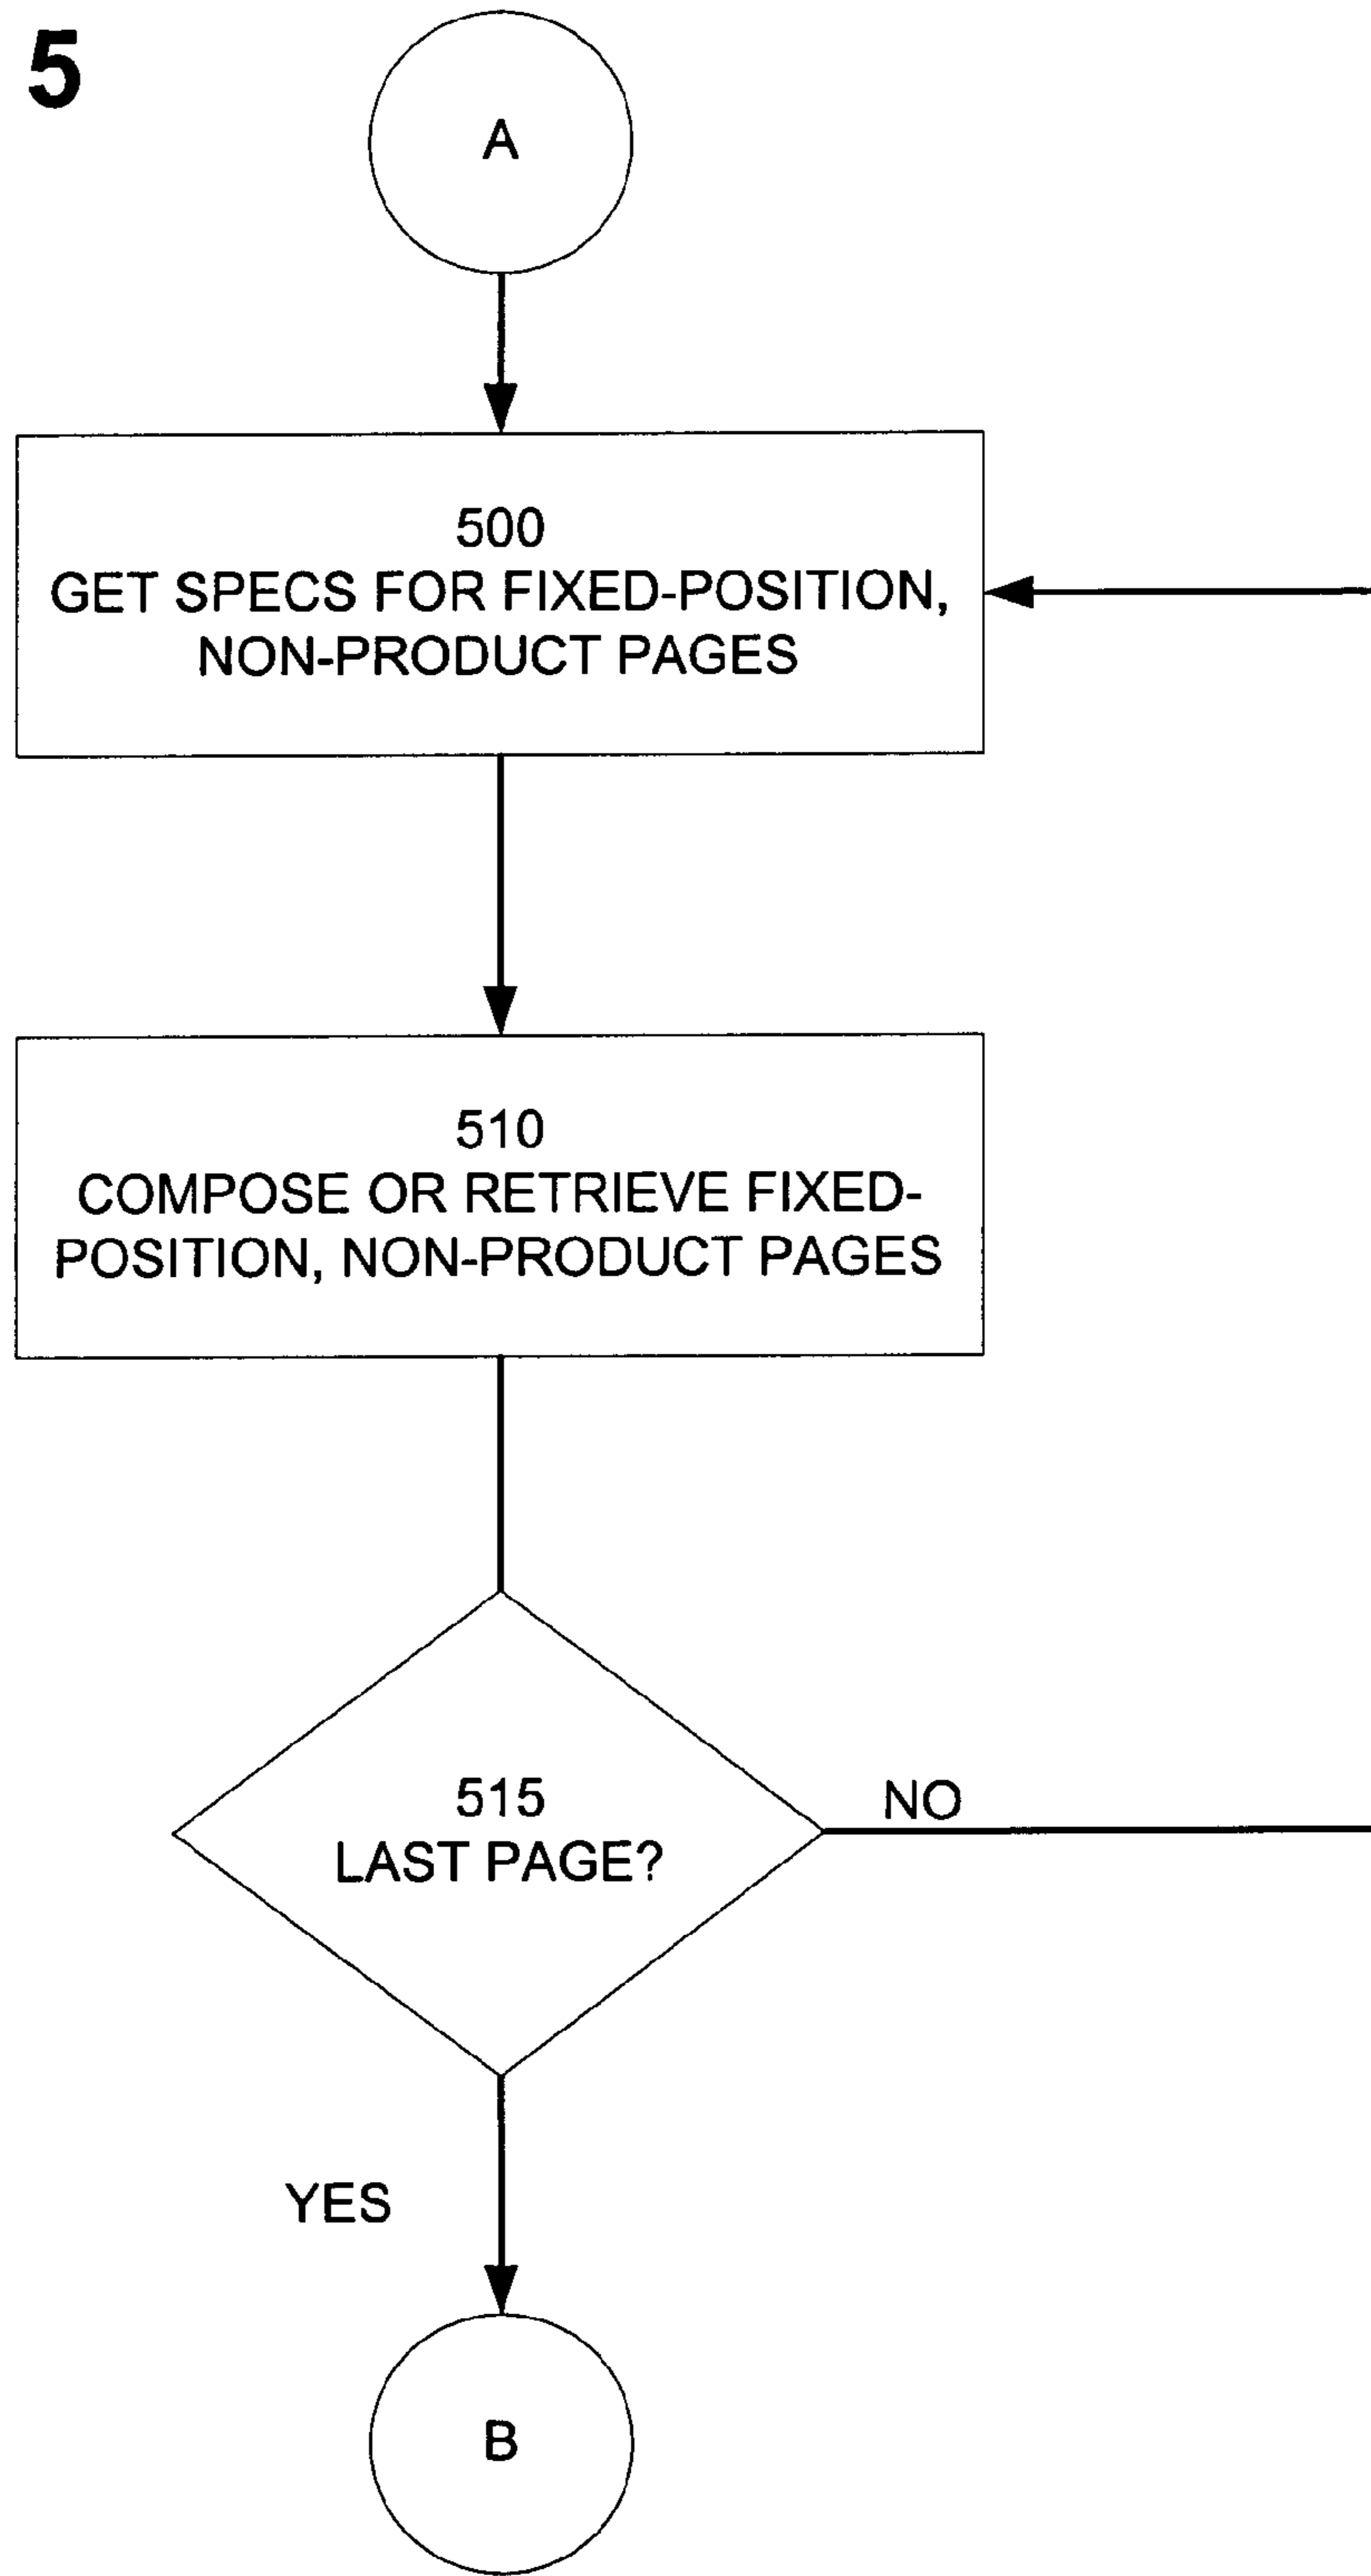 5
A
500
GET SPECS FOR FIXED-POSITION,
NON-PRODUCT PAGES
510
COMPOSE OR RETRIEVE FIXED-
POSITION, NON-PRODUCT PAGES
515
LAST PAGE?
NO
YES
B